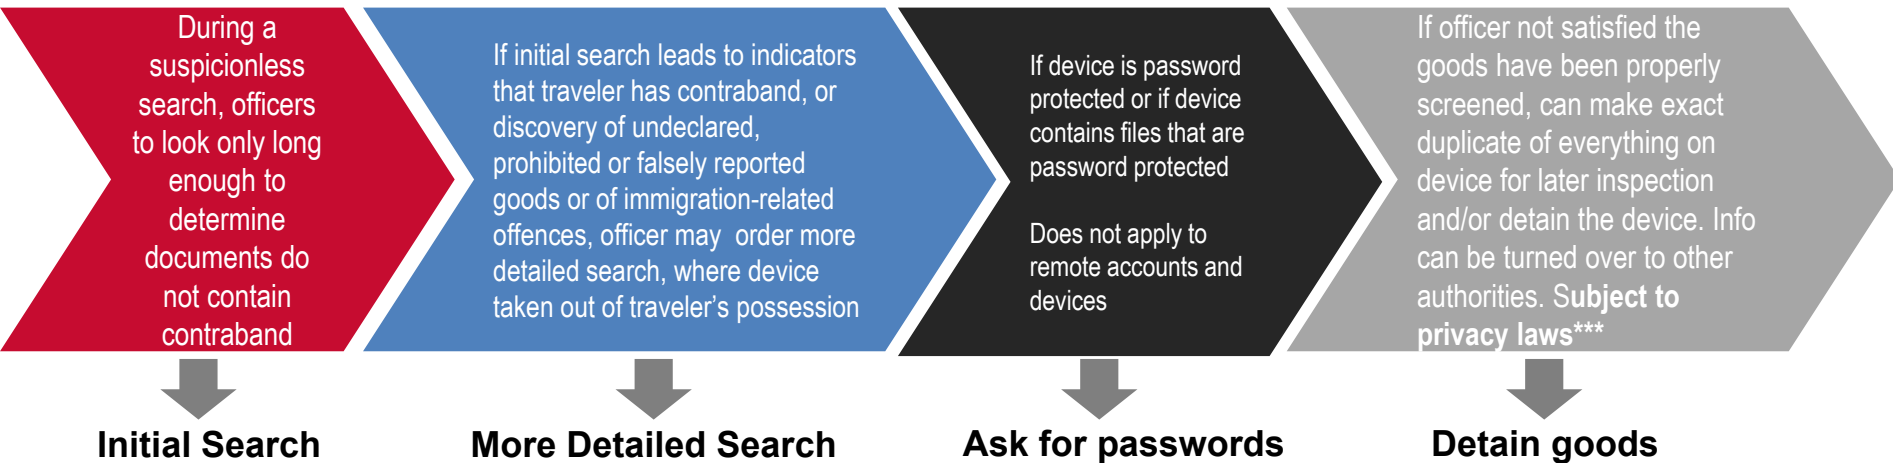 During a
suspicionless
search, officers
to look only long
enough to
determine
documents do
not contain
contraband
Initial Search
If initial search leads to indicators
that traveler has contraband, or
discovery of undeclared,
prohibited or falsely reported
goods or of immigration-related
offences, officer may  order more
detailed search, where device
taken out of traveler’s possession
More Detailed Search
If device is password
protected or if device
contains files that are
password protected
Does not apply to
remote accounts and
devices
Ask for passwords
If officer not satisfied the
goods have been properly
screened, can make exact
duplicate of everything on
device for later inspection
and/or detain the device. Info
can be turned over to other
authorities. Subject to
privacy laws***
Detain goods